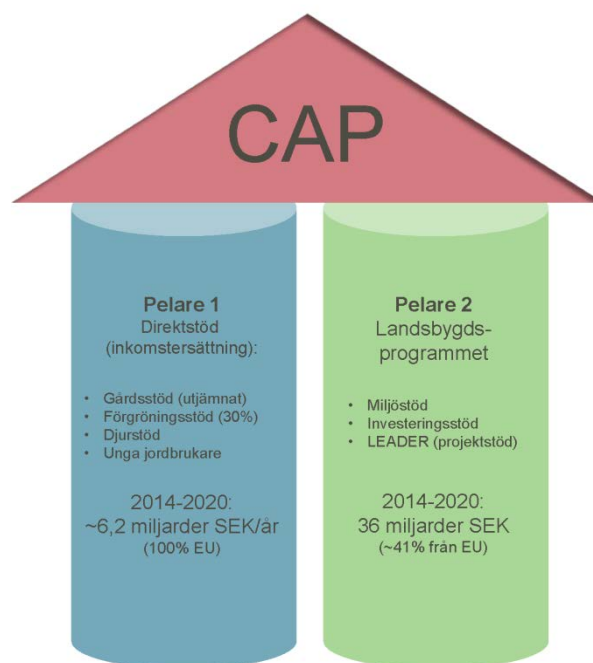 CAP
Pelare 1
Direktstöd
(inkomstersättning):
• Gårdsstöd (utjämnat)
• Förgröningsstöd (30%)
• Djurstöd
• Unga jordbrukare
2014-2020:
~6,2 miljarder SEK/år
(100% EU)
Pelare 2
Landsbygds-
programmet
• Miljöstöd
• Investeringsstöd
• LEADER (projektstöd)
2014-2020:
36 miljarder SEK
(~41% från EU)